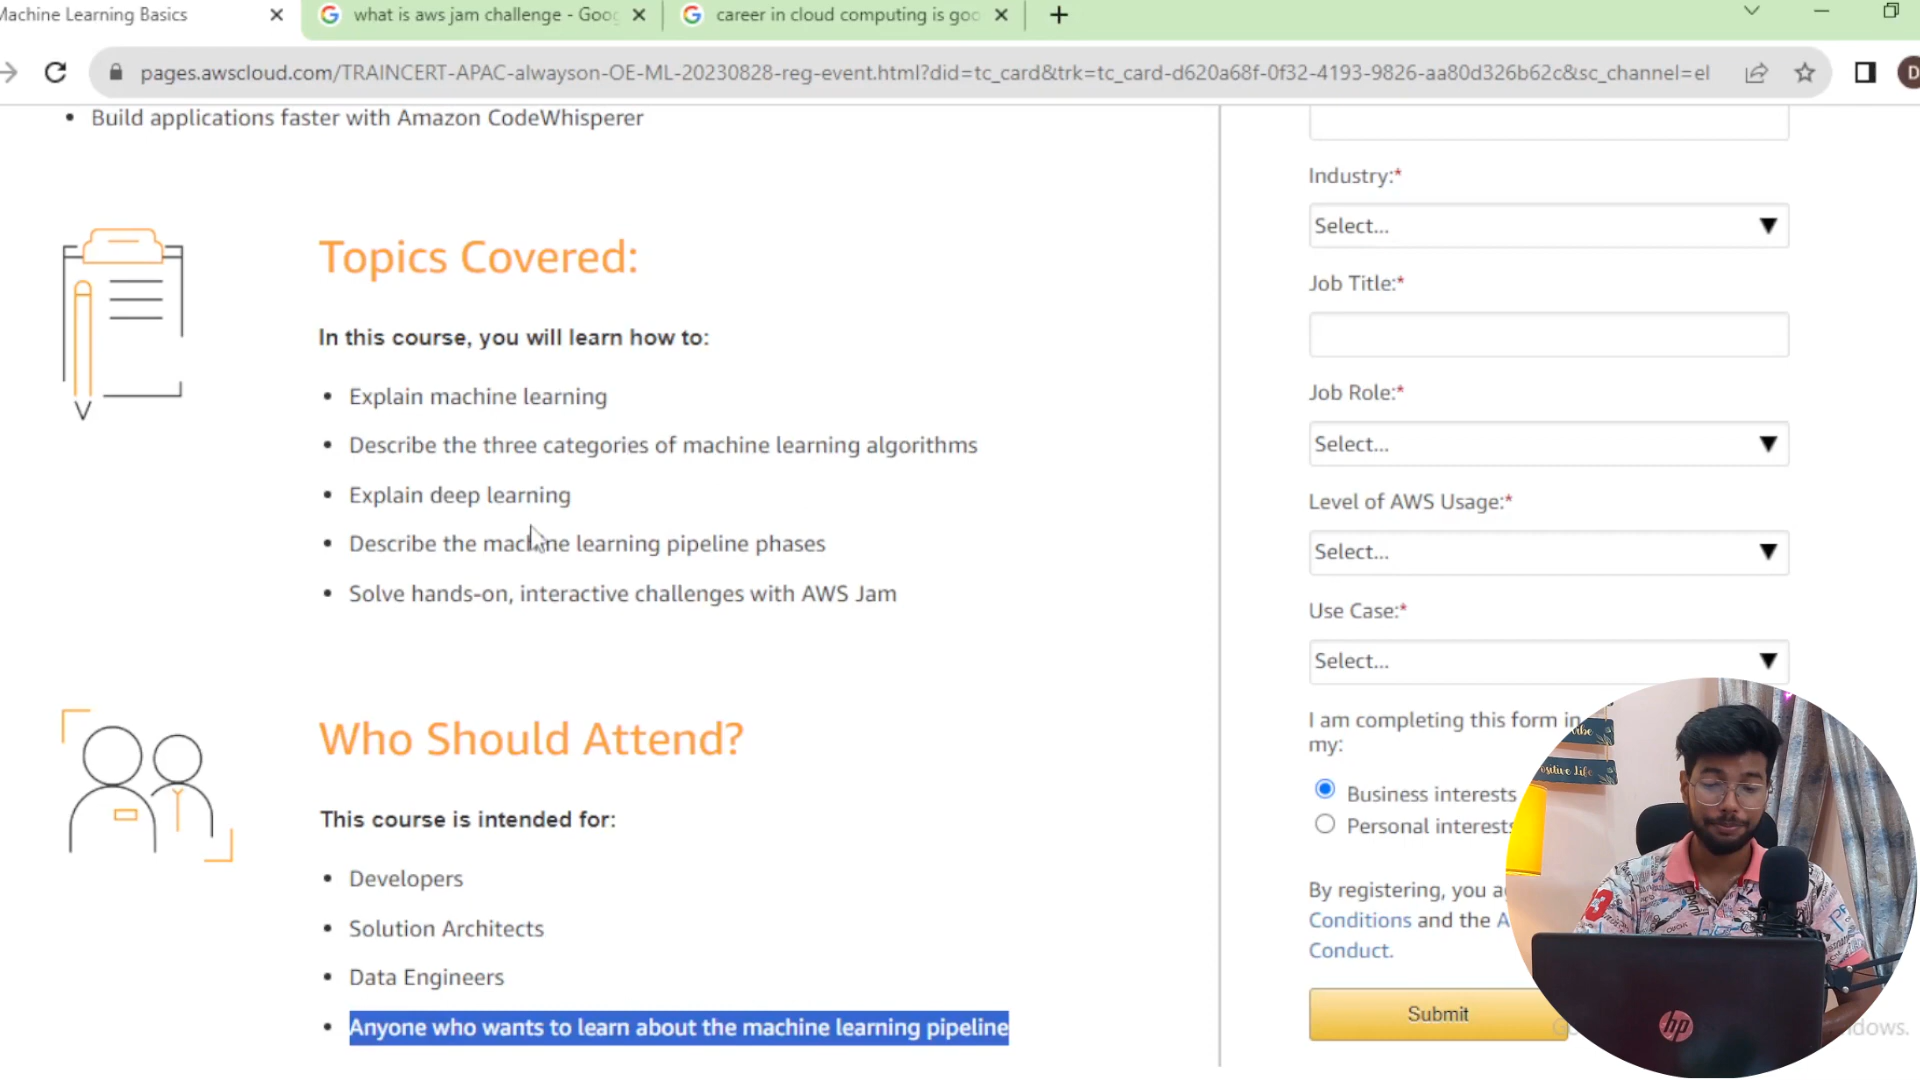 Machine Learning Basics
what is aws jam challenge - Goo
career in cloud computing is goo
pages.awscloud.com/TRAINCERT-APAC-alwayson-OE-ML-20230828-reg-event.html?did=tc_card&trk=tc_card-d620a68f-0f32-4193-9826-aa80d326b62c&sc_channel=el
D
• Build applications faster with Amazon CodeWhisperer
Topics Covered:
In this course, you will learn how to:
• Explain machine learning
• Describe the three categories of machine learning algorithms
• Explain deep learning
• Describe the machine learning pipeline phases
• Solve hands-on, interactive challenges with AWS Jam
Who Should Attend?
This course is intended for:
• Developers
• Solution Architects
• Data Engineers
• Anyone who wants to learn about the machine learning pipeline
Industry:*
Select...
Job Title:*
Job Role:*
Select...
Level of AWS Usage:*
Select...
Use Case:*
Select...
I am completing this form in
my:
Business interests
Personal interests
By registering, you a
Conditions and the A
Conduct.
Submit
ositive Life
hp
dows.